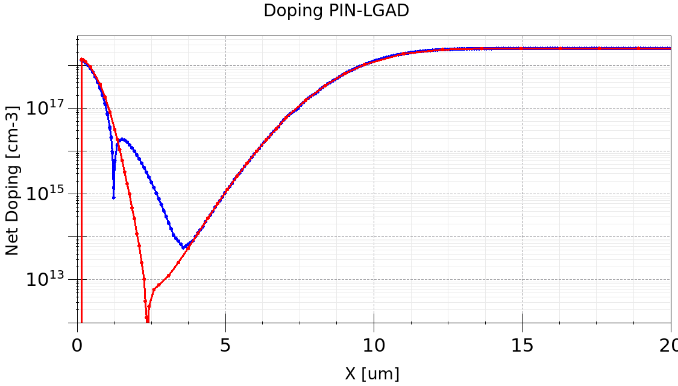 Doping PIN-LGAD
Net Doping [cm-3]
10^17
10^15
10^13
0 5 10 15 20
X [um]